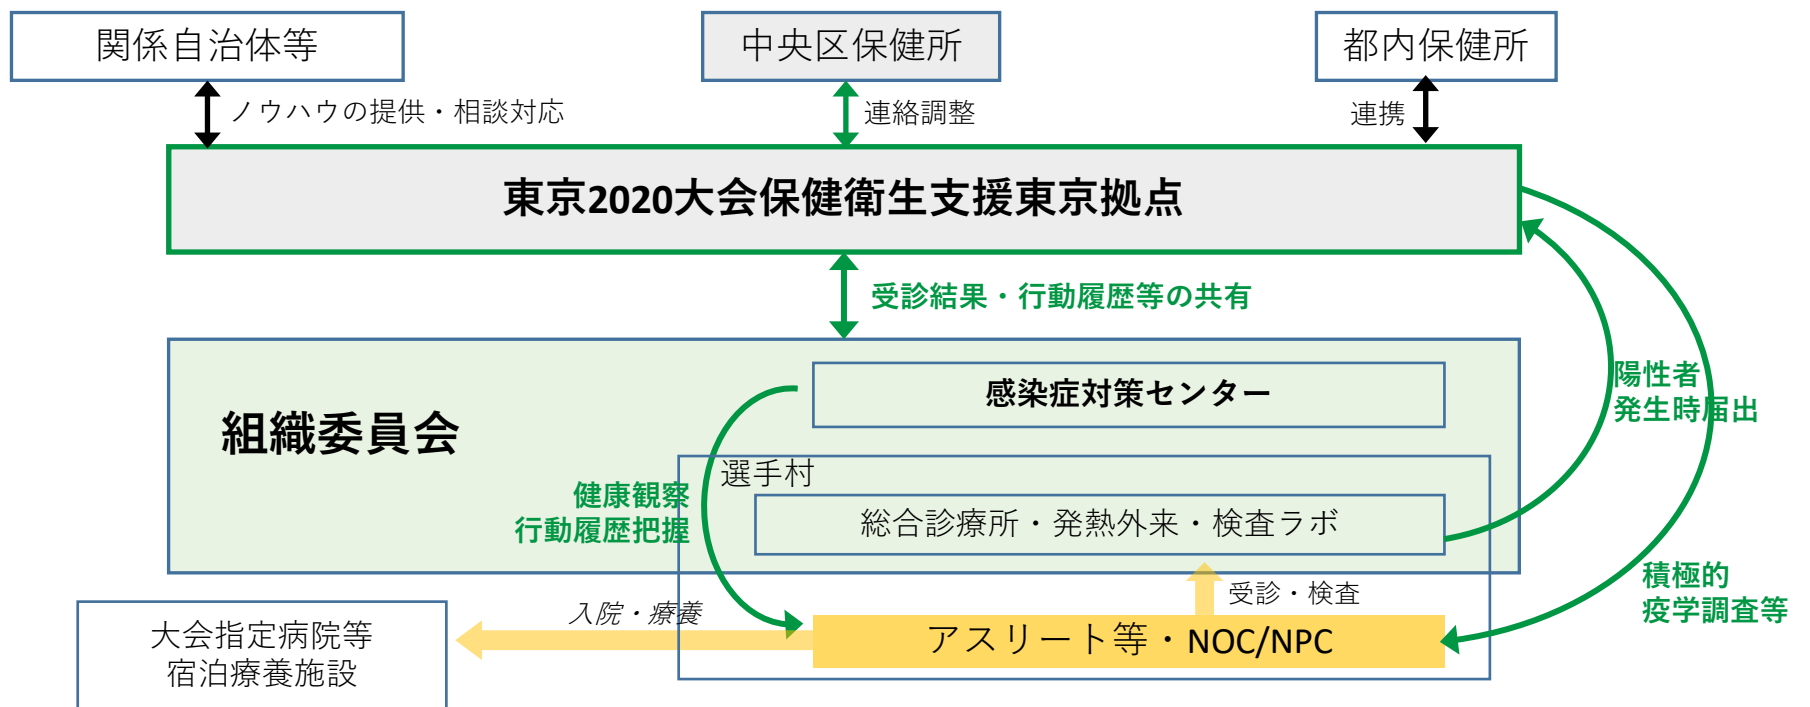 関係自治体等
中央区保健所
都内保健所
ノウハウの提供・相談対応
連絡調整
連携
東京2020大会保健衛生支援東京拠点
受診結果・行動履歴等の共有
感染症対策センター
組織委員会
陽性者
発生時届出
選手村
健康観察
行動履歴把握
総合診療所・発熱外来・検査ラボ
積極的
疫学調査等
受診・検査
入院・療養
アスリート等・NOC/NPC
大会指定病院等
宿泊療養施設